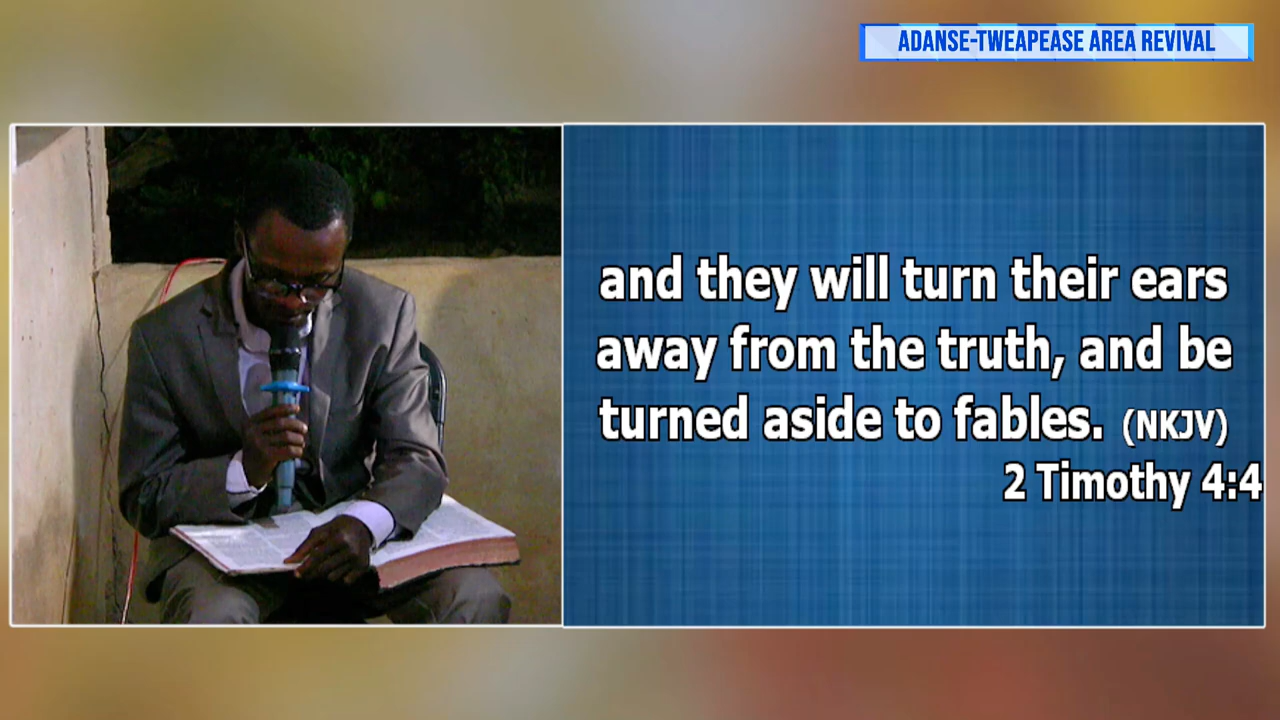 ADANSE-TWEAPEASE AREA REVIVAL
and they will turn their ears
away from the truth, and be
turned aside to fables. (NKJV)
2 Timothy 4:4